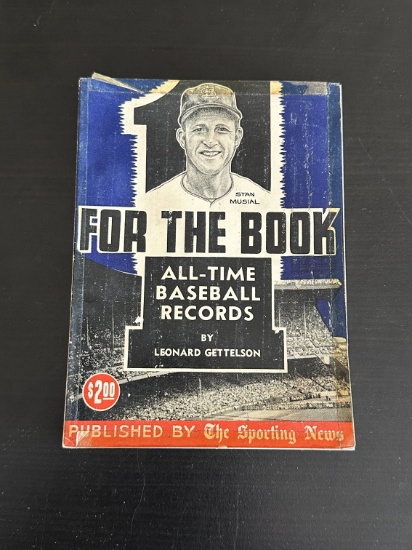 STAN
MUSIAL
1
FOR THE BOOK
ALL-TIME
BASEBALL
RECORDS
BY
LEONARD GETTELSON
$2.00
PUBLISHED BY The Sporting News